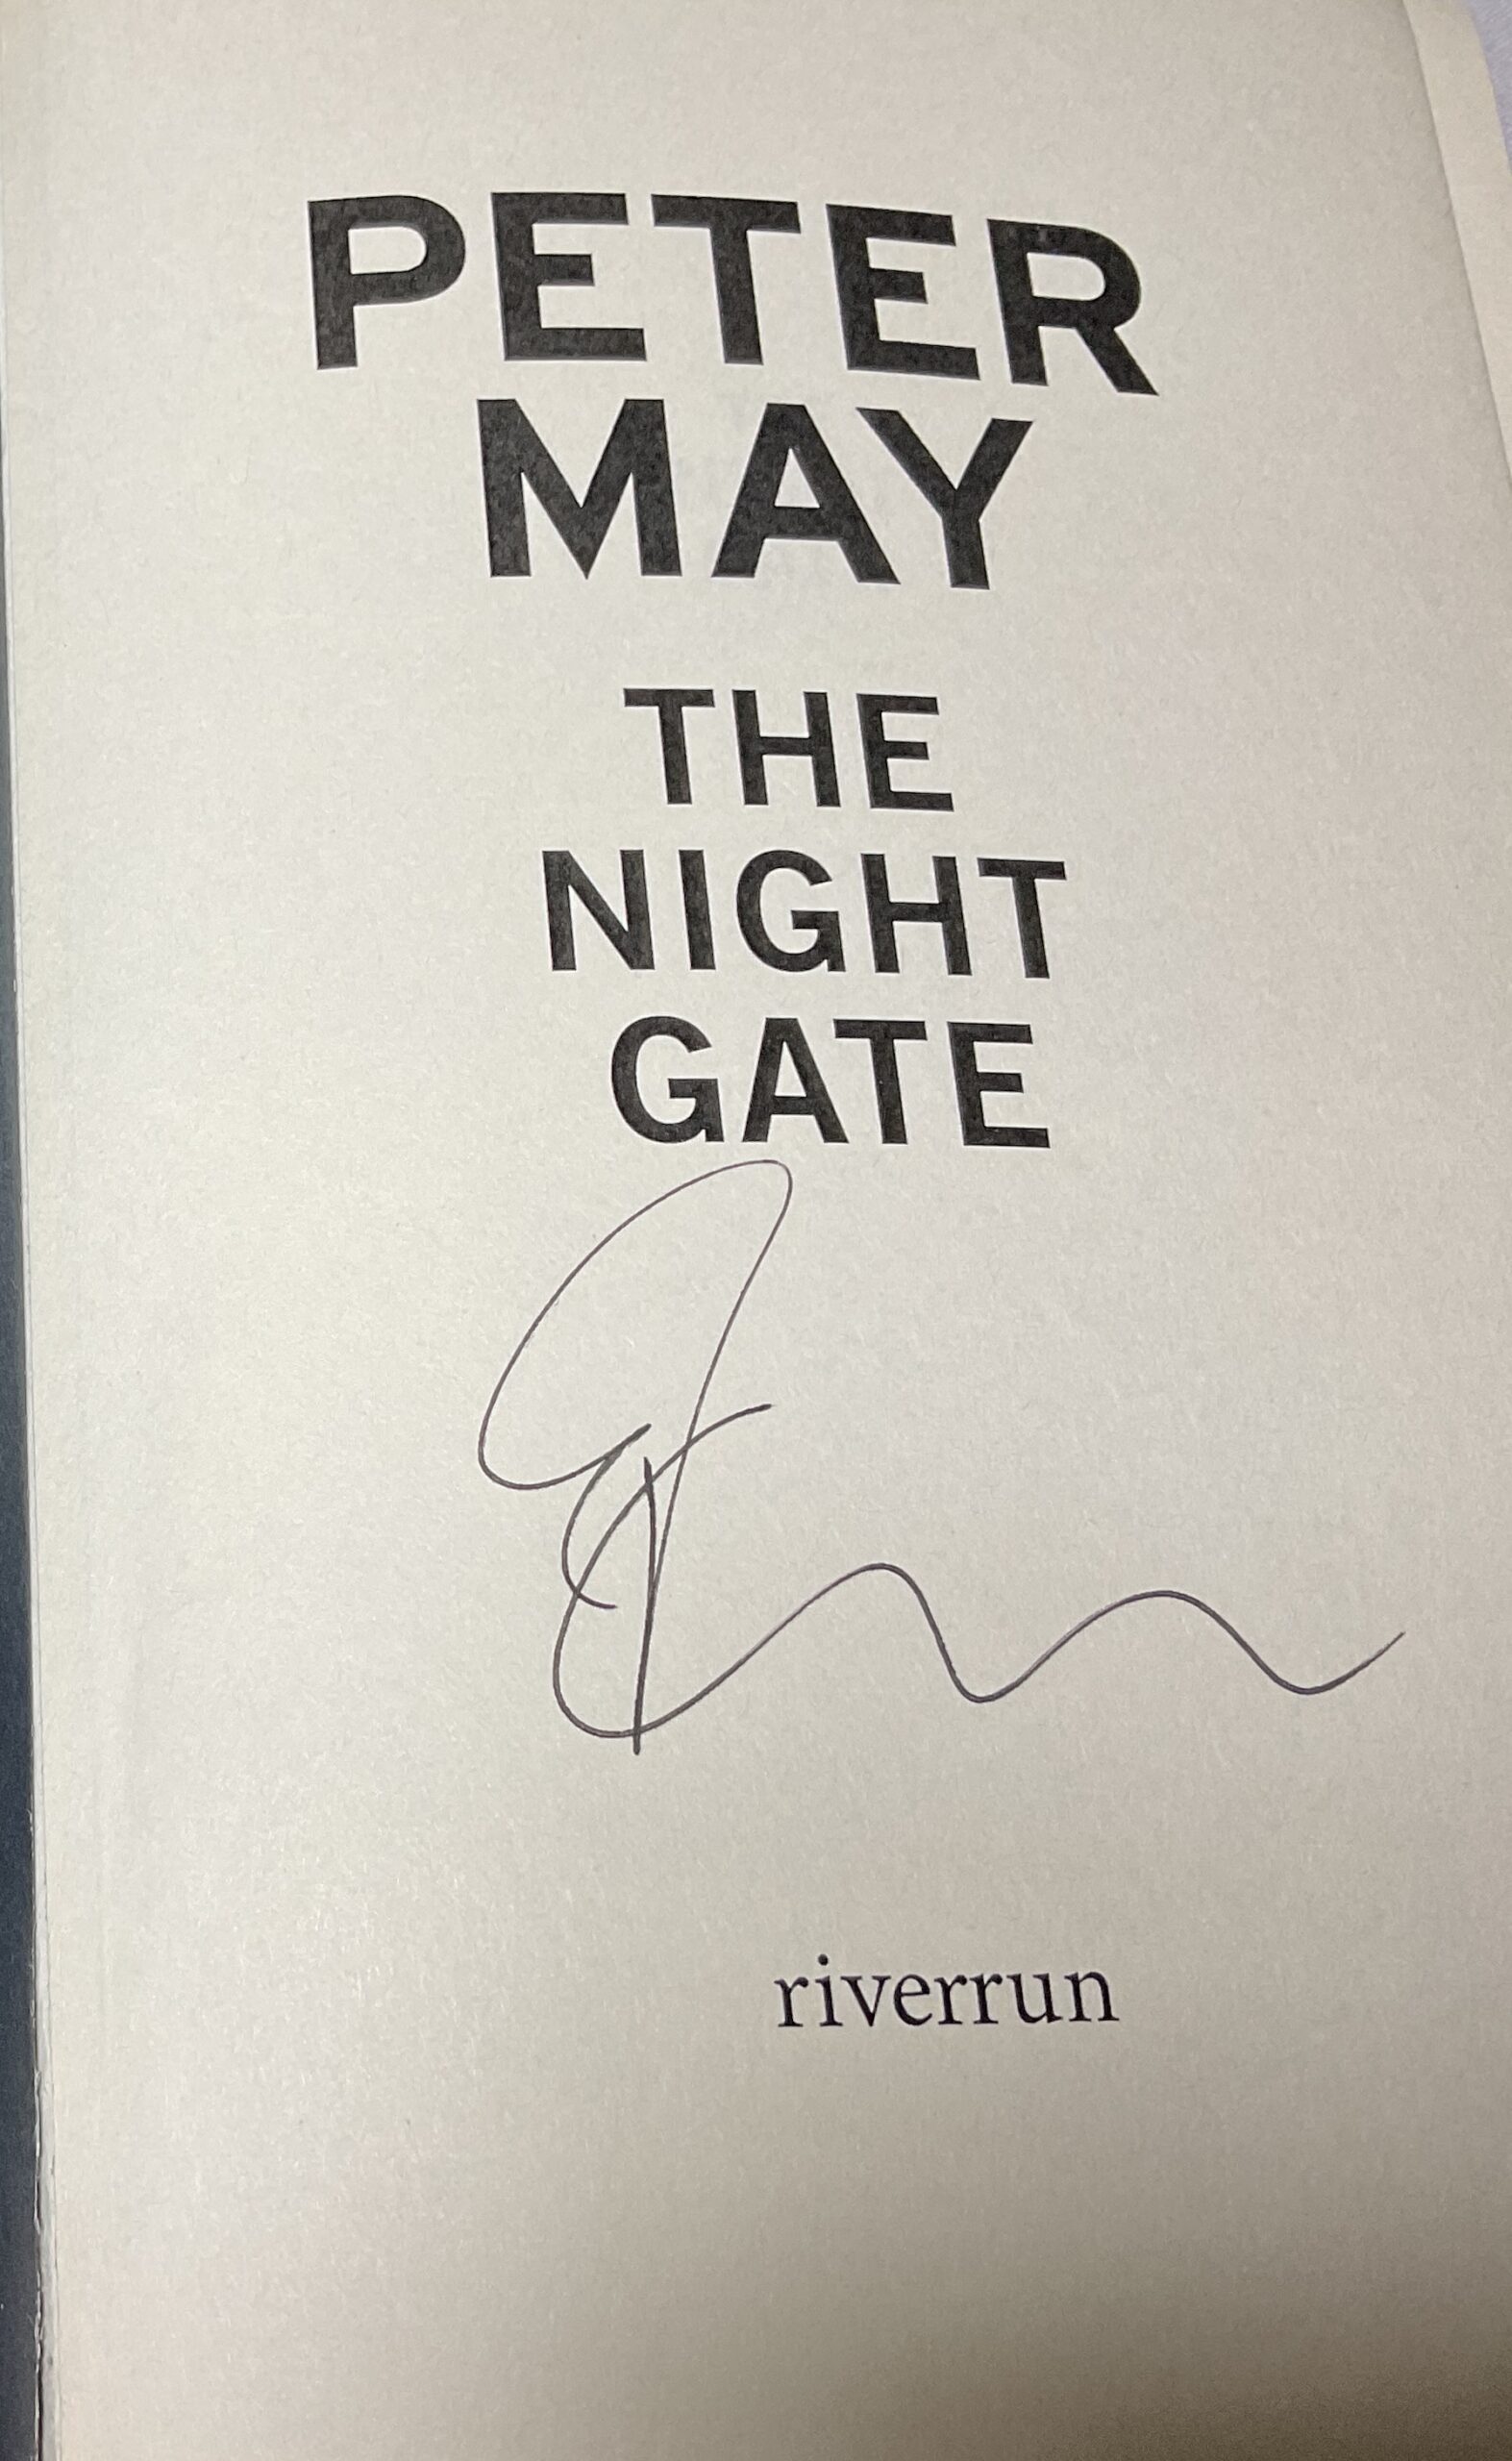 PETER
MAY
THE
NIGHT
GATE
riverrun